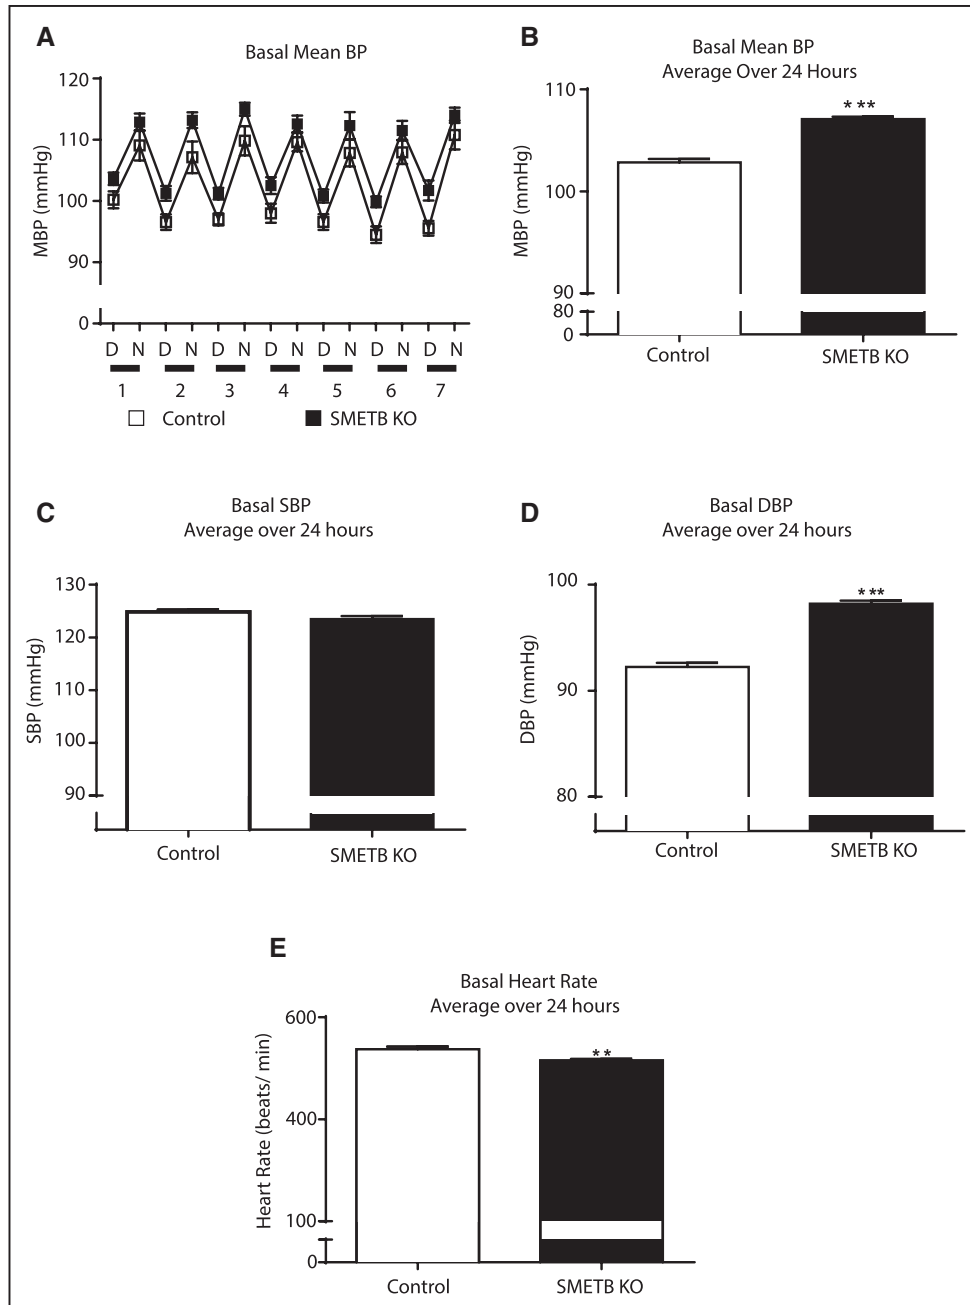 A
Basal Mean BP
120
110
100
90
0
MBP (mmHg)
D N D N D N D N D N D N D N
1 2 3 4 5 6 7
Control SMETB KO
B
Basal Mean BP
Average Over 24 Hours
110
* **
100
90
80
0
MBP (mmHg)
Control SMETB KO
C
Basal SBP
Average over 24 hours
130
120
110
100
90
SBP (mmHg)
Control SMETB KO
D
Basal DBP
Average over 24 hours
100
* **
90
80
DBP (mmHg)
Control SMETB KO
E
Basal Heart Rate
Average over 24 hours
600
**
400
100
0
Heart Rate (beats/ min)
Control SMETB KO